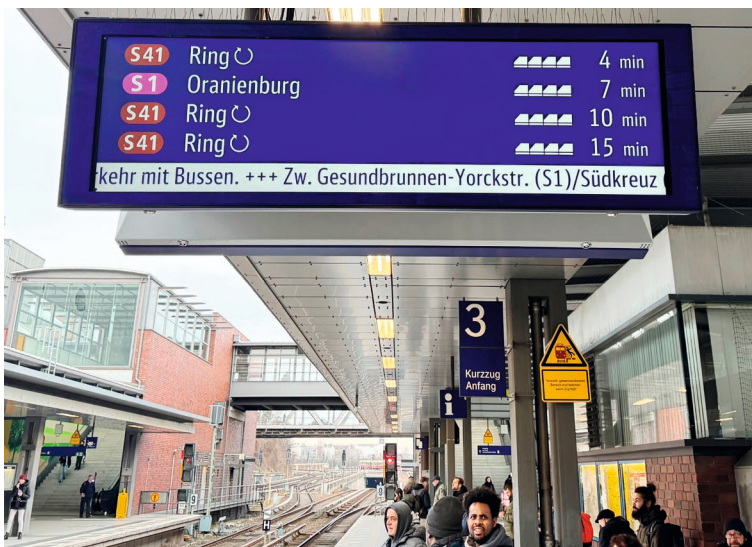 S41 Ring 4 min
S1 Oranienburg 7 min
S41 Ring 10 min
S41 Ring 15 min
rkehr mit Bussen. +++ Zw. Gesundbrunnen-Yorckstr. (S1)/Südkreuz
3
Kurzzug
Anfang
i
H